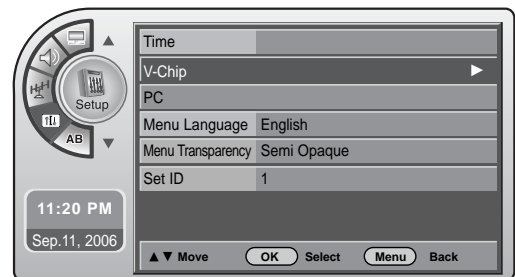 Setup
AB
11:20 PM
Sep.11, 2006
Time
V-Chip ▶
PC
Menu Language English
Menu Transparency Semi Opaque
Set ID 1
▲▼ Move OK Select Menu Back